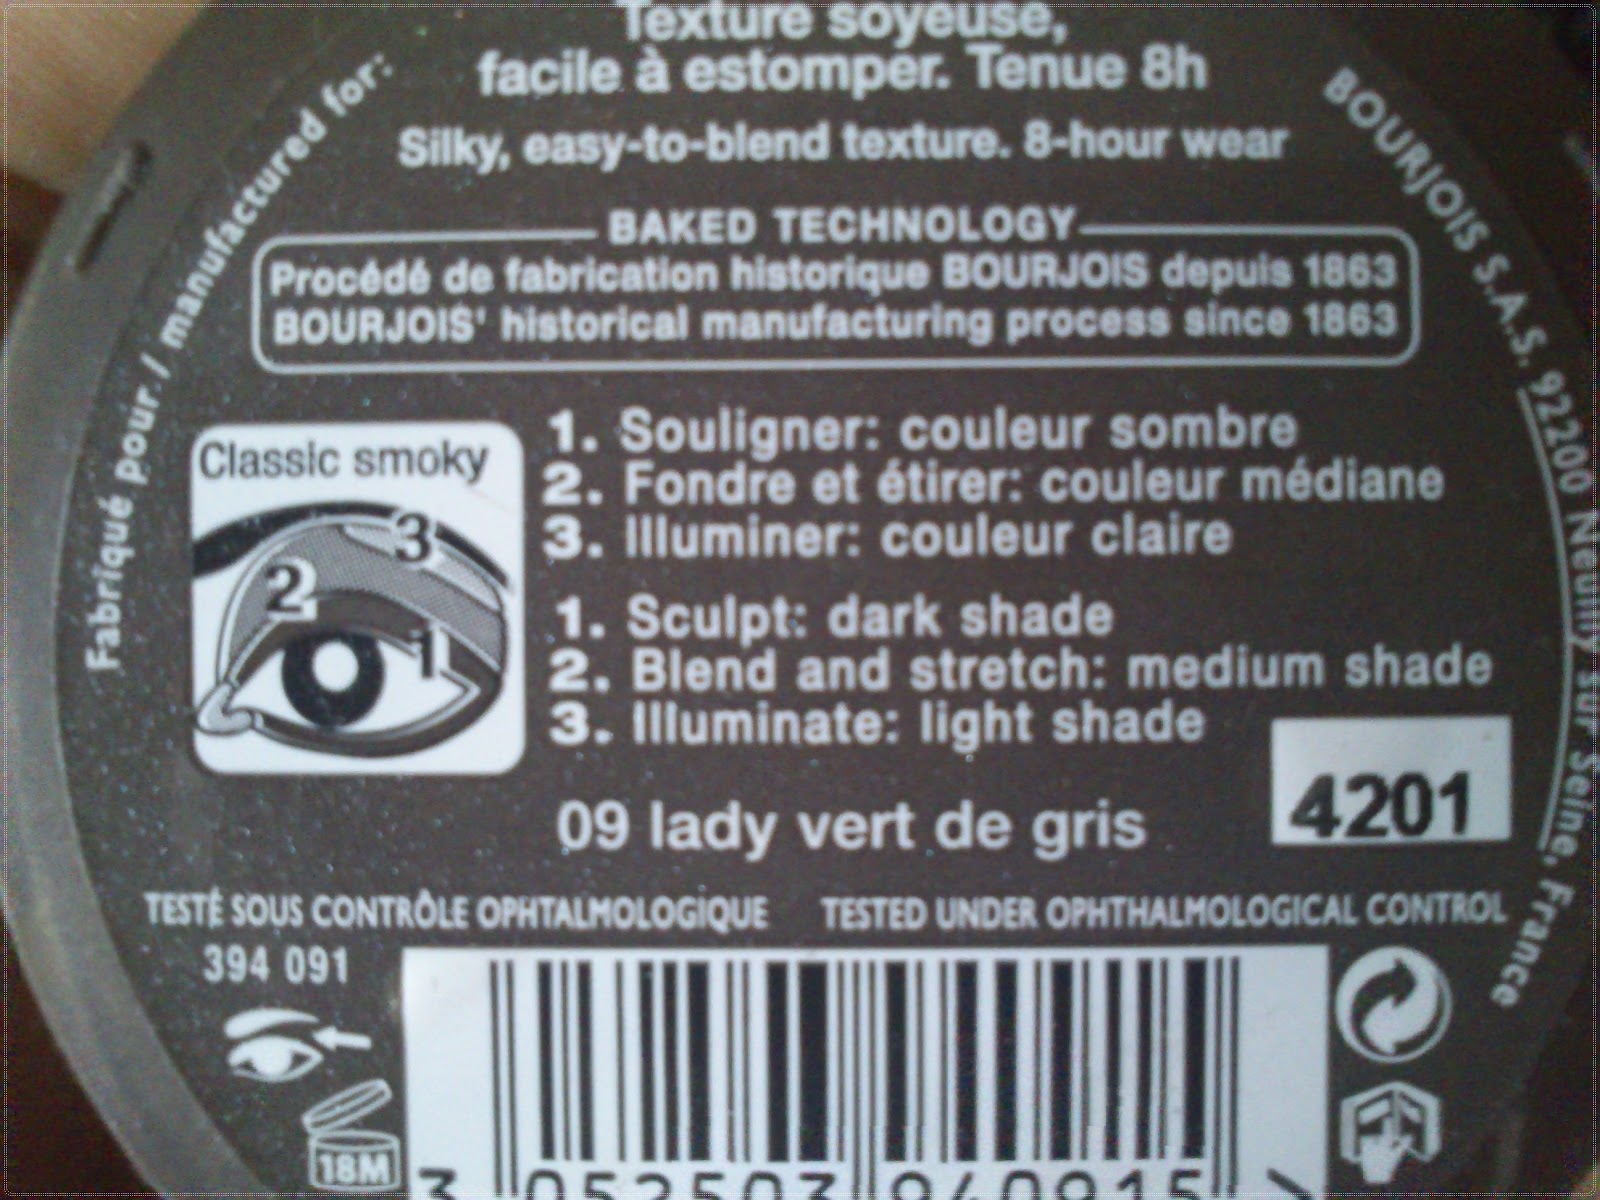 Texture soyeuse,
facile à estomper. Tenue 8h
Silky, easy-to-blend texture. 8-hour wear
BAKED TECHNOLOGY
Procédé de fabrication historique BOURJOIS depuis 1863
BOURJOIS' historical manufacturing process since 1863
Classic smoky
3
2
1
1. Souligner: couleur sombre
2. Fondre et étirer: couleur médiane
3. Illuminer: couleur claire
1. Sculpt: dark shade
2. Blend and stretch: medium shade
3. Illuminate: light shade
4201
09 lady vert de gris
TESTÉ SOUS CONTRÔLE OPHTALMOLOGIQUE TESTED UNDER OPHTHALMOLOGICAL CONTROL
394 091
18M
3 052503 940915 >
Fabriqué pour / manufactured for:
BOURJOIS S.A.S. 92200 Neuilly sur Seine, France